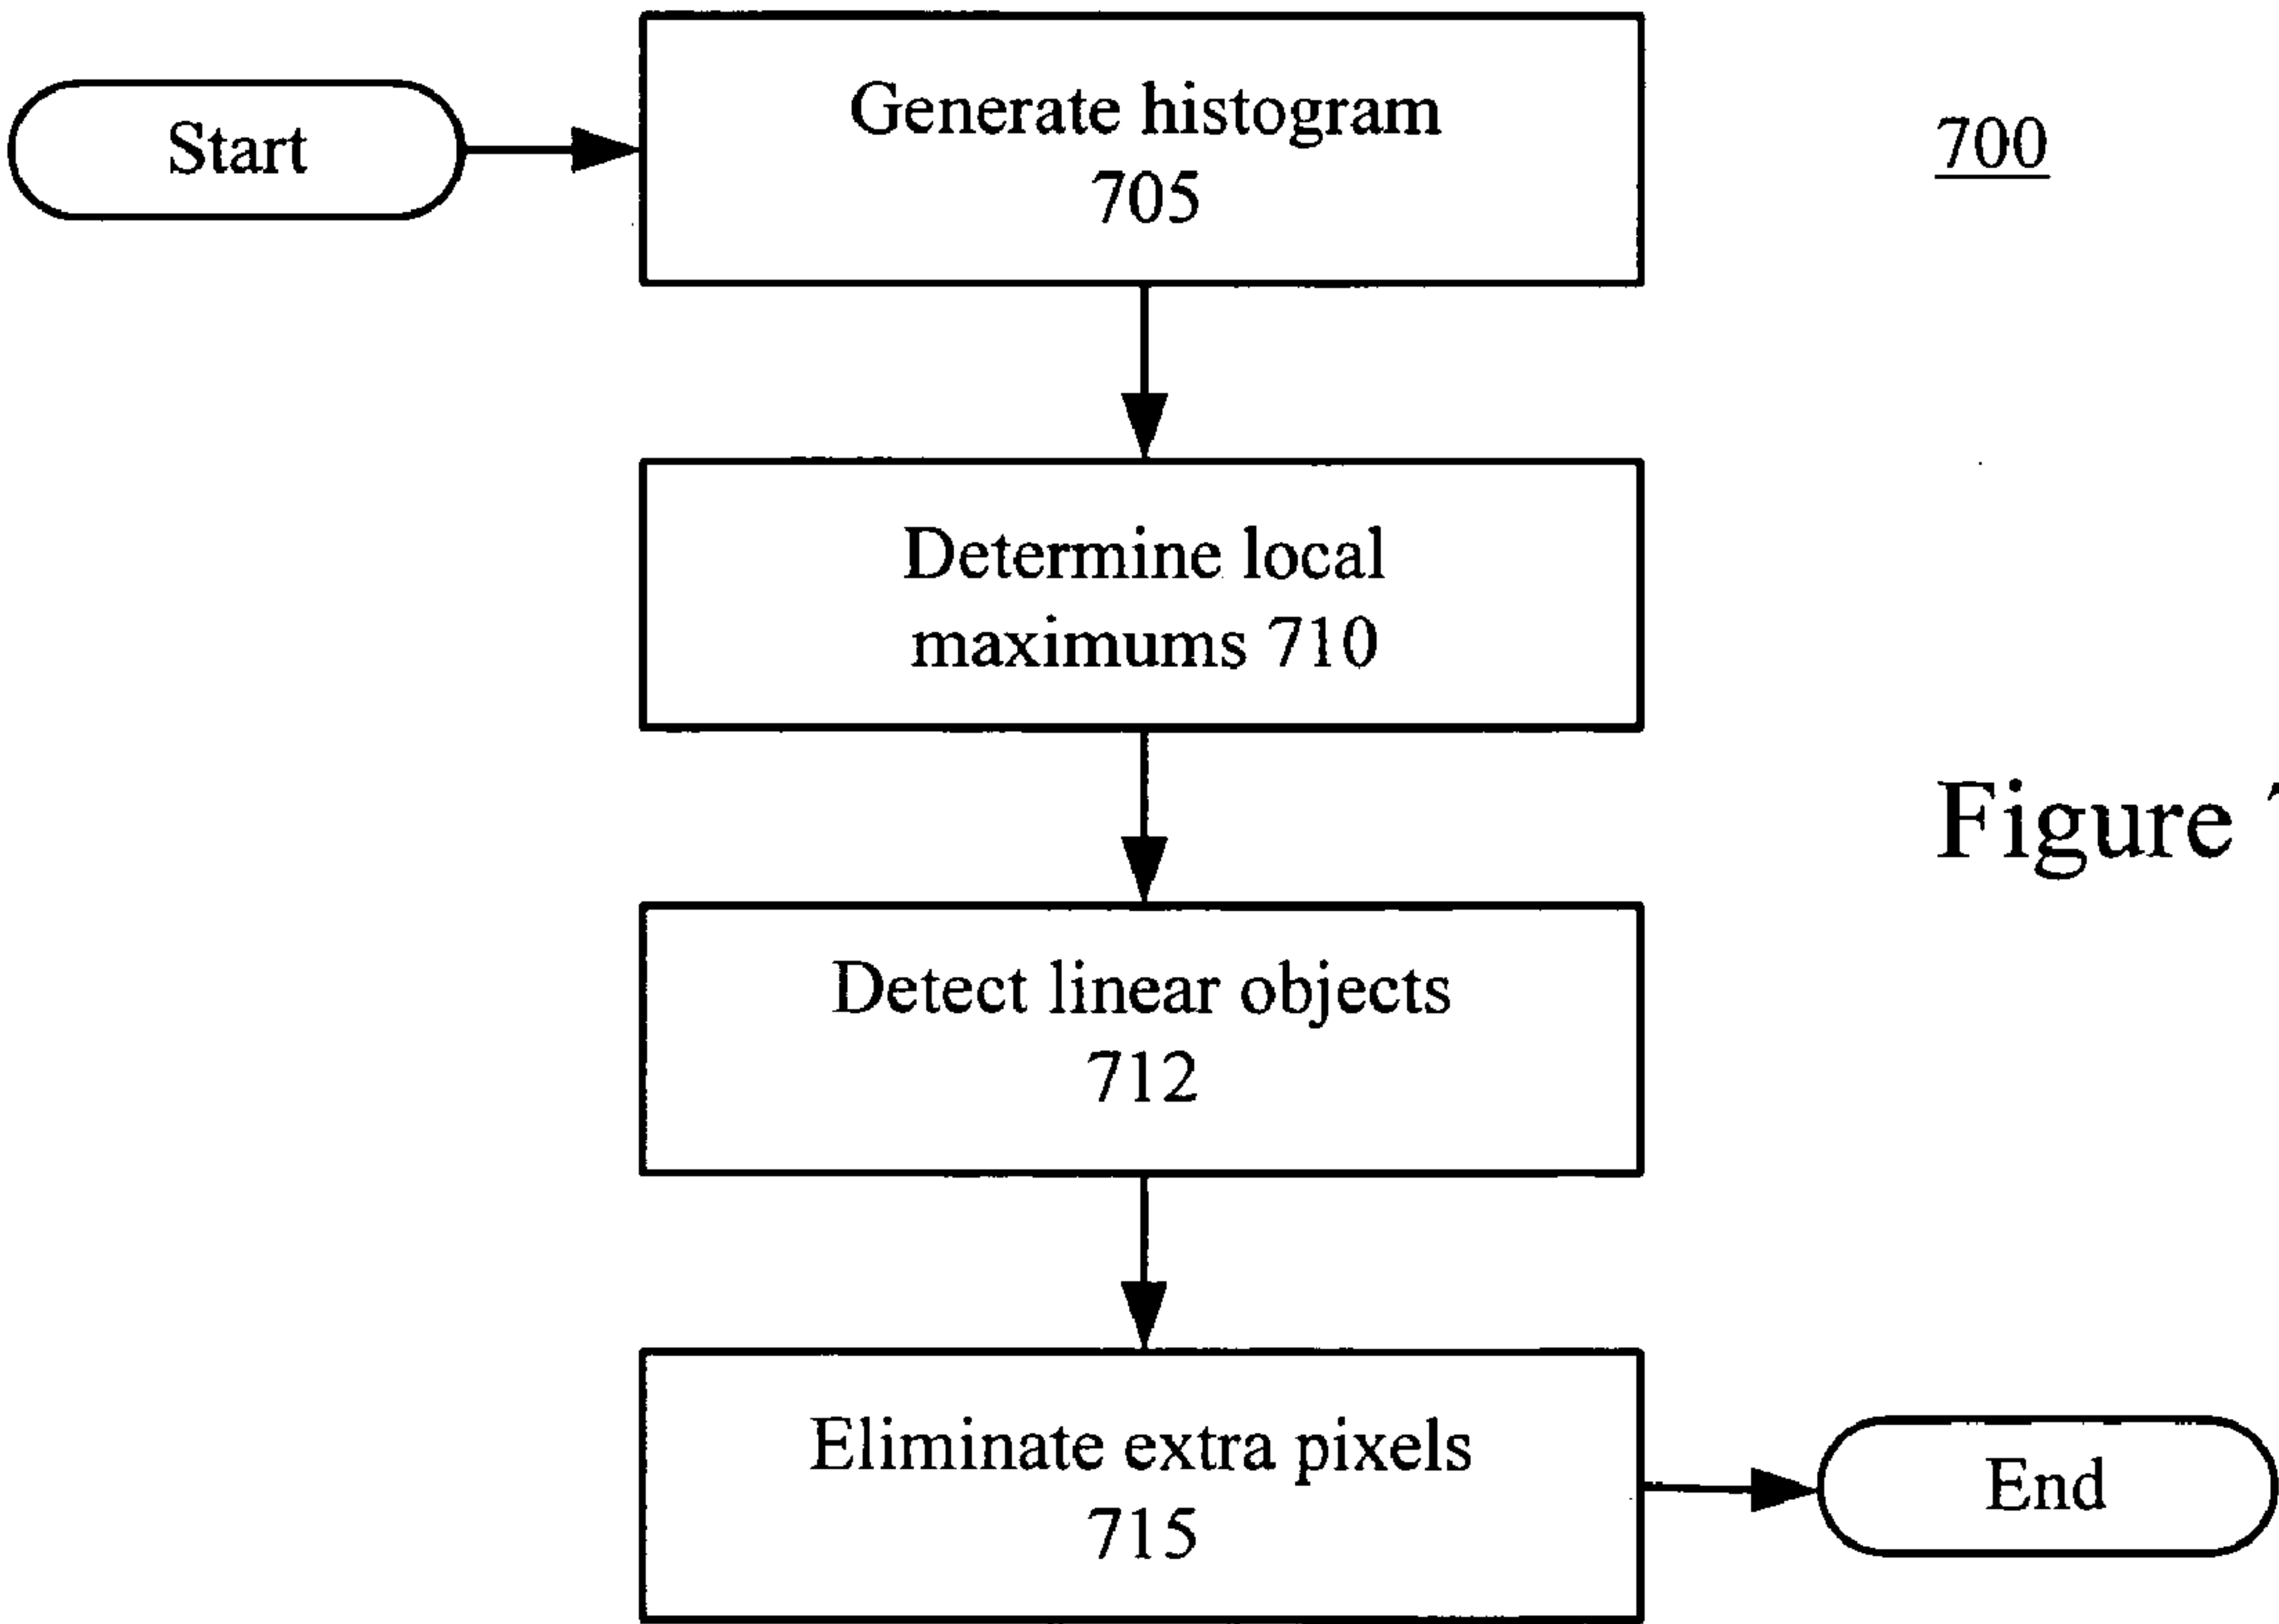 Start
Generate histogram
705
700
Determine local
maximums 710
Figure
Detect linear objects
712
Eliminate extra pixels
715
End